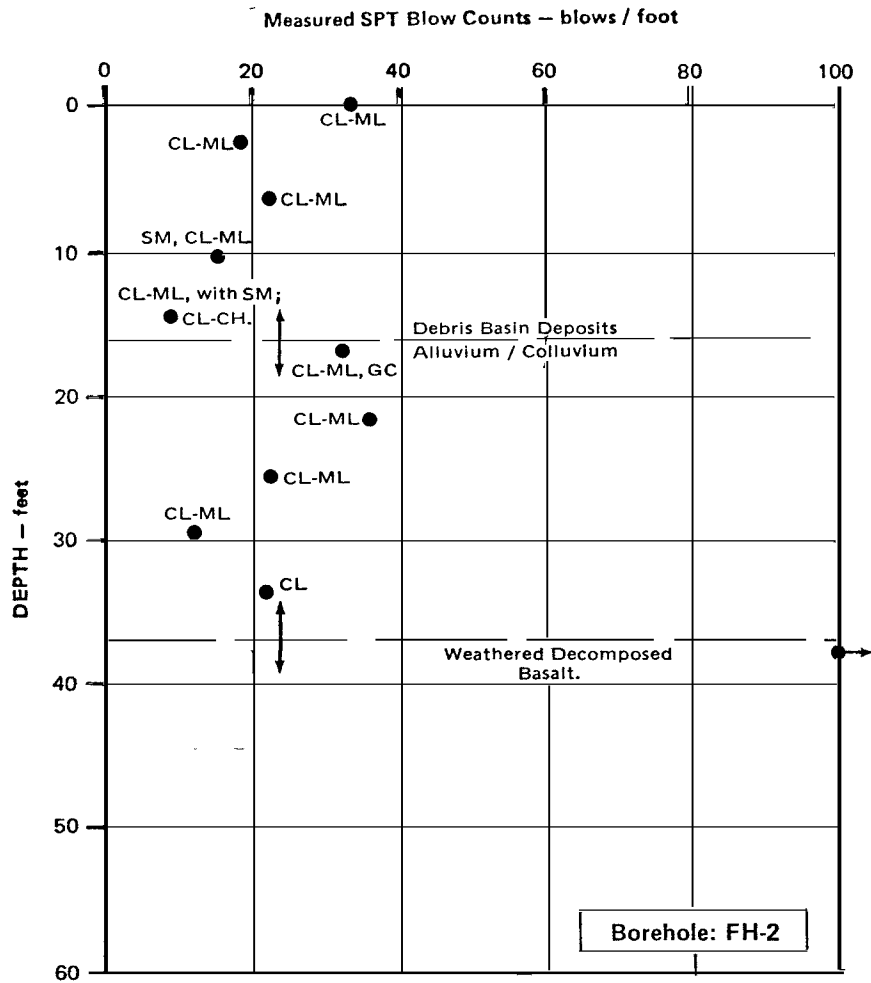 Measured SPT Blow Counts – blows / foot
0 20 40 60 80 100
0
CL-ML
CL-ML
CL-ML
SM, CL-ML
10
CL-ML, with SM;
CL-CH.
Debris Basin Deposits
Alluvium / Colluvium
CL-ML, GC
20
CL-ML
CL-ML
CL-ML
30
CL
Weathered Decomposed
Basalt.
40
50
60
DEPTH – feet
Borehole: FH-2